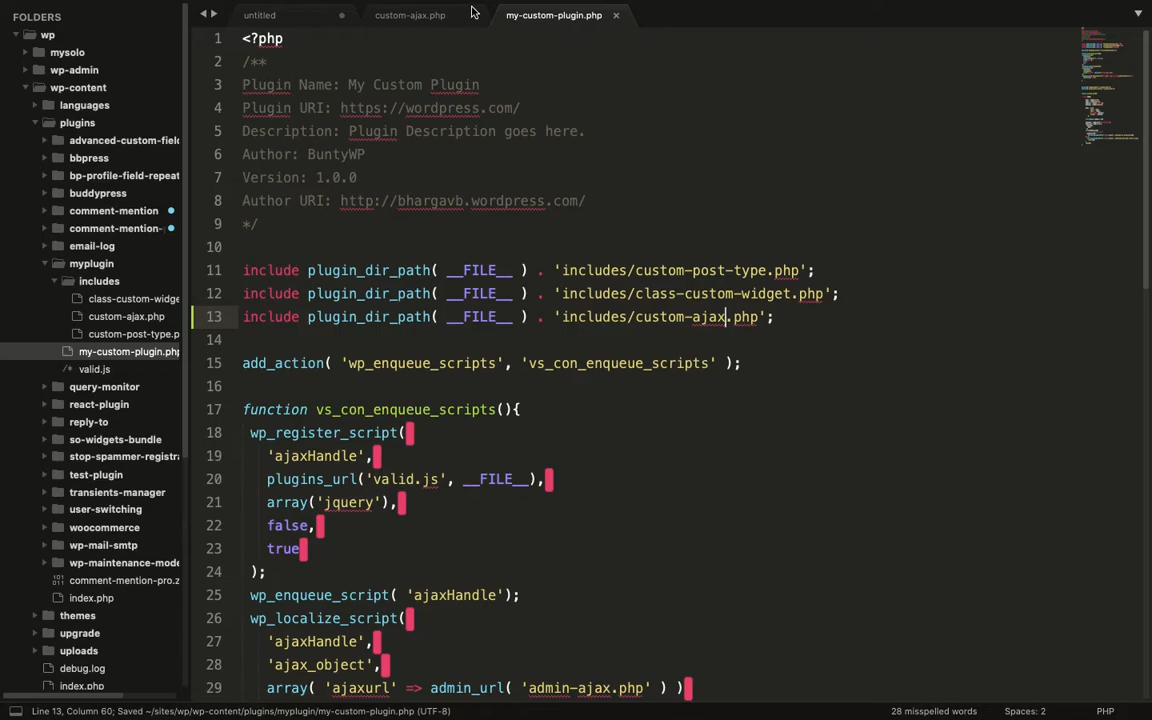 FOLDERS
wp
mysolo
wp-admin
wp-content
languages
plugins
advanced-custom-field
bbpress
bp-profile-field-repeat
buddypress
comment-mention
comment-mention-
email-log
myplugin
includes
class-custom-widge
custom-ajax.php
custom-post-type.p
my-custom-plugin.php
valid.js
query-monitor
react-plugin
reply-to
so-widgets-bundle
stop-spammer-registra
test-plugin
transients-manager
user-switching
woocommerce
wp-mail-smtp
wp-maintenance-mode
comment-mention-pro.z
index.php
themes
upgrade
uploads
debug.log
index.php
untitled custom-ajax.php my-custom-plugin.php
1 <?php
2 /**
3 Plugin Name: My Custom Plugin
4 Plugin URI: https://wordpress.com/
5 Description: Plugin Description goes here.
6 Author: BuntyWP
7 Version: 1.0.0
8 Author URI: http://bhargavb.wordpress.com/
9 */
10
11 include plugin_dir_path( __FILE__ ) . 'includes/custom-post-type.php';
12 include plugin_dir_path( __FILE__ ) . 'includes/class-custom-widget.php';
13 include plugin_dir_path( __FILE__ ) . 'includes/custom-ajax.php';
14
15 add_action( 'wp_enqueue_scripts', 'vs_con_enqueue_scripts' );
16
17 function vs_con_enqueue_scripts(){
18 wp_register_script(
19 'ajaxHandle',
20 plugins_url('valid.js', __FILE__),
21 array('jquery'),
22 false,
23 true
24 );
25 wp_enqueue_script( 'ajaxHandle');
26 wp_localize_script(
27 'ajaxHandle',
28 'ajax_object',
29 array( 'ajaxurl' => admin_url( 'admin-ajax.php' ) )
Line 13, Column 60; Saved ~/sites/wp/wp-content/plugins/myplugin/my-custom-plugin.php (UTF-8) 28 misspelled words Spaces: 2 PHP